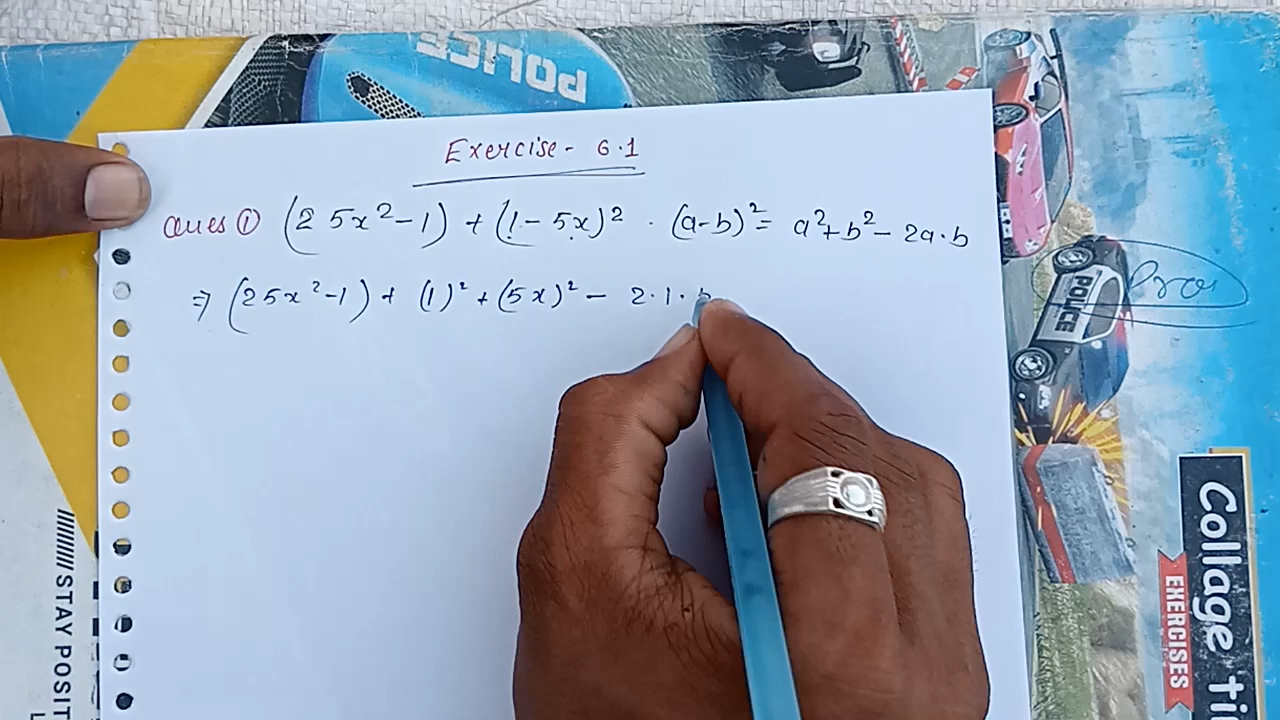 POLICE
Exercise - 6.1
Ques ① (25x²-1) + (1-5x)² . (a-b)² = a²+b²-2a·b
⇒ (25x²-1) + (1)² + (5x)² - 2·1·
POLICE
Collage ti
EXERCISES
STAY POSIT